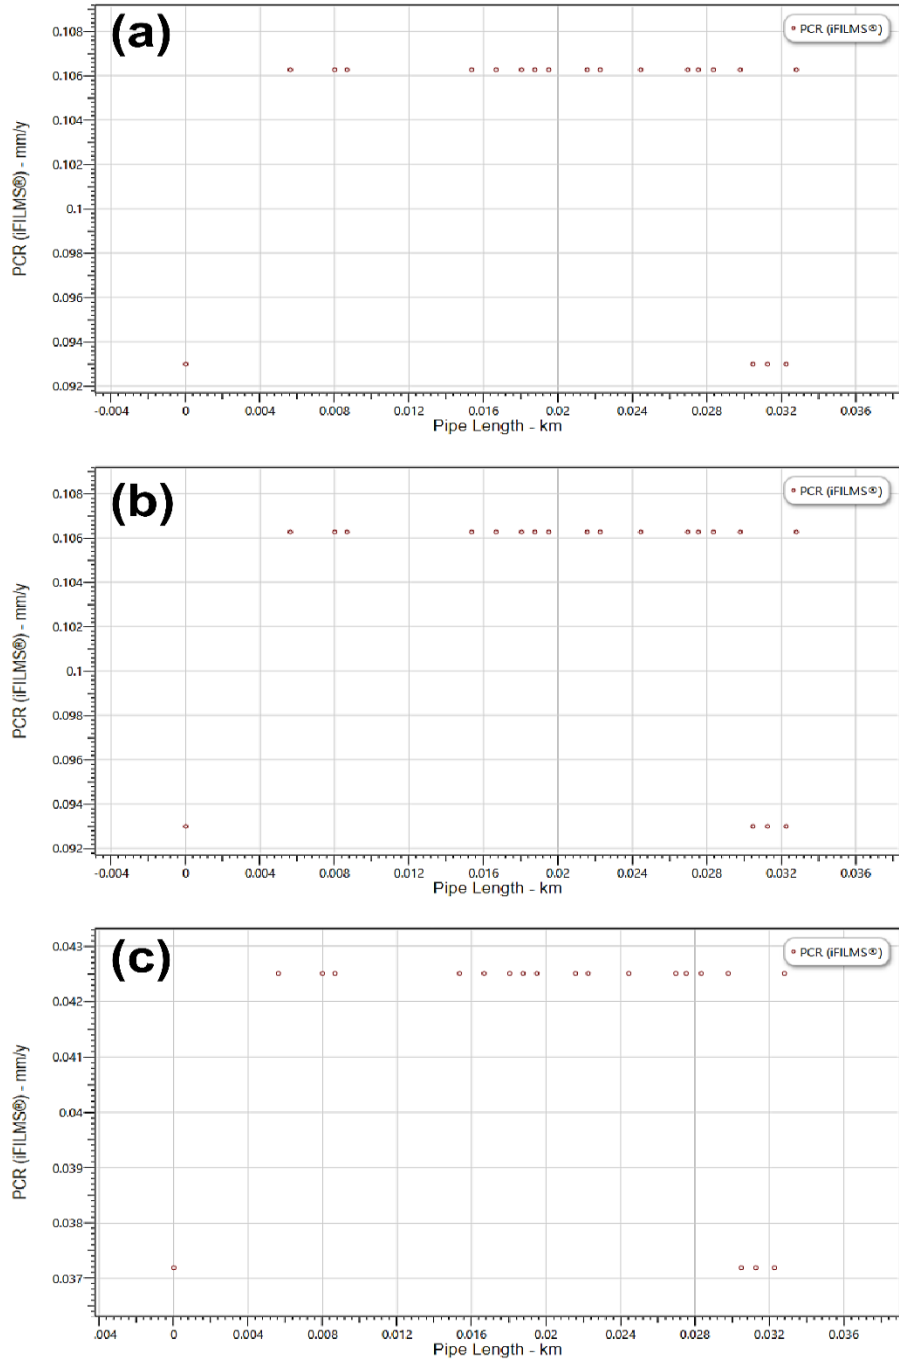 (a)
PCR (iFILMS®)
PCR (iFILMS®) - mm/y
0.108
0.106
0.104
0.102
0.1
0.098
0.096
0.094
0.092
-0.004 0 0.004 0.008 0.012 0.016 0.02 0.024 0.028 0.032 0.036
Pipe Length - km
(b)
PCR (iFILMS®)
PCR (iFILMS®) - mm/y
0.108
0.106
0.104
0.102
0.1
0.098
0.096
0.094
0.092
-0.004 0 0.004 0.008 0.012 0.016 0.02 0.024 0.028 0.032 0.036
Pipe Length - km
(c)
PCR (iFILMS®)
PCR (iFILMS®) - mm/y
0.043
0.042
0.041
0.04
0.039
0.038
0.037
.004 0 0.004 0.008 0.012 0.016 0.02 0.024 0.028 0.032 0.036
Pipe Length - km